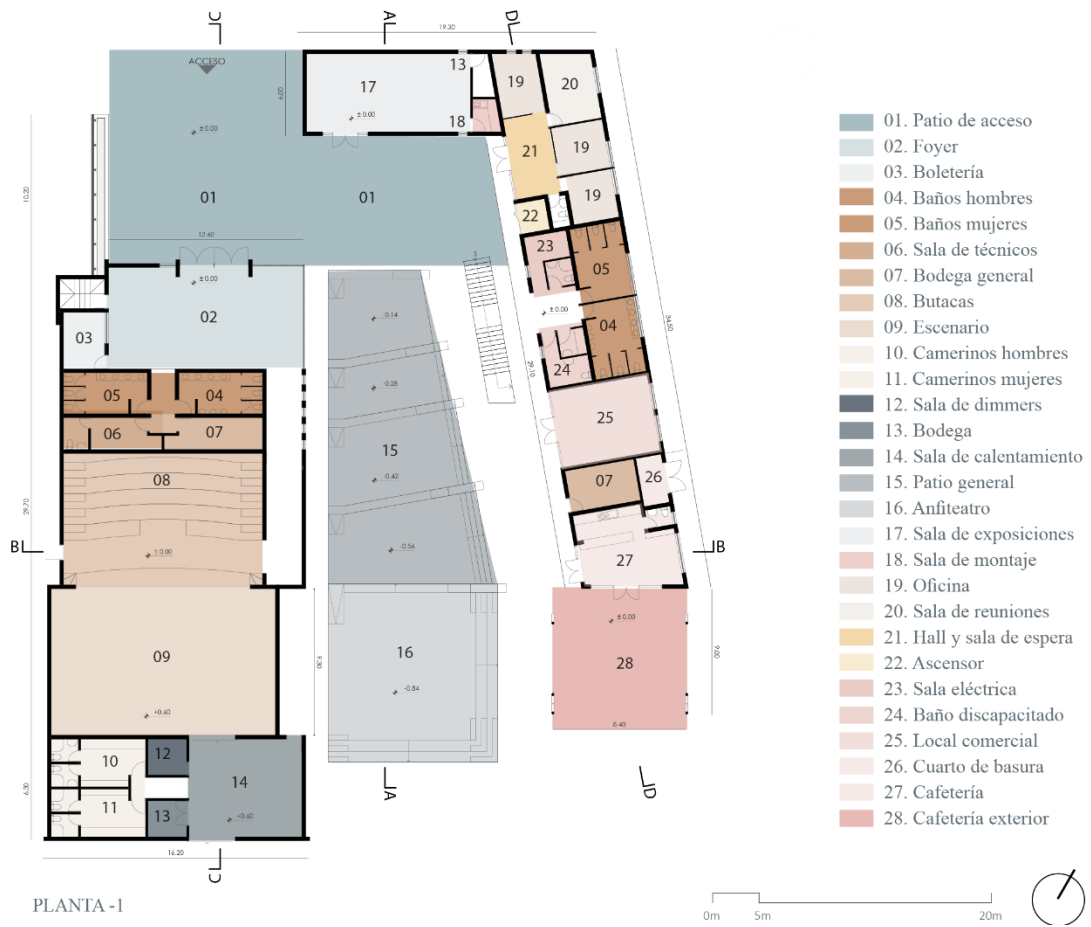 C
A
D
19.30
ACCESO
± 0.00
6.00
17
± 0.00
13
18
19
20
21
19
19
22
01
01
10.20
12.60
± 0.00
02
03
23
05
± 0.00
04
24
-0.14
-0.28
15
-0.42
-0.56
34.50
29.10
05
04
06
07
08
± 0.00
29.70
B
25
07
26
27
B
09
+0.60
9.30
16
-0.84
± 0.00
28
9.00
8.40
10
12
14
11
13
+0.60
6.30
16.20
C
A
D
01. Patio de acceso
02. Foyer
03. Boletería
04. Baños hombres
05. Baños mujeres
06. Sala de técnicos
07. Bodega general
08. Butacas
09. Escenario
10. Camerinos hombres
11. Camerinos mujeres
12. Sala de dimmers
13. Bodega
14. Sala de calentamiento
15. Patio general
16. Anfiteatro
17. Sala de exposiciones
18. Sala de montaje
19. Oficina
20. Sala de reuniones
21. Hall y sala de espera
22. Ascensor
23. Sala eléctrica
24. Baño discapacitado
25. Local comercial
26. Cuarto de basura
27. Cafetería
28. Cafetería exterior
PLANTA -1
0m 5m 20m